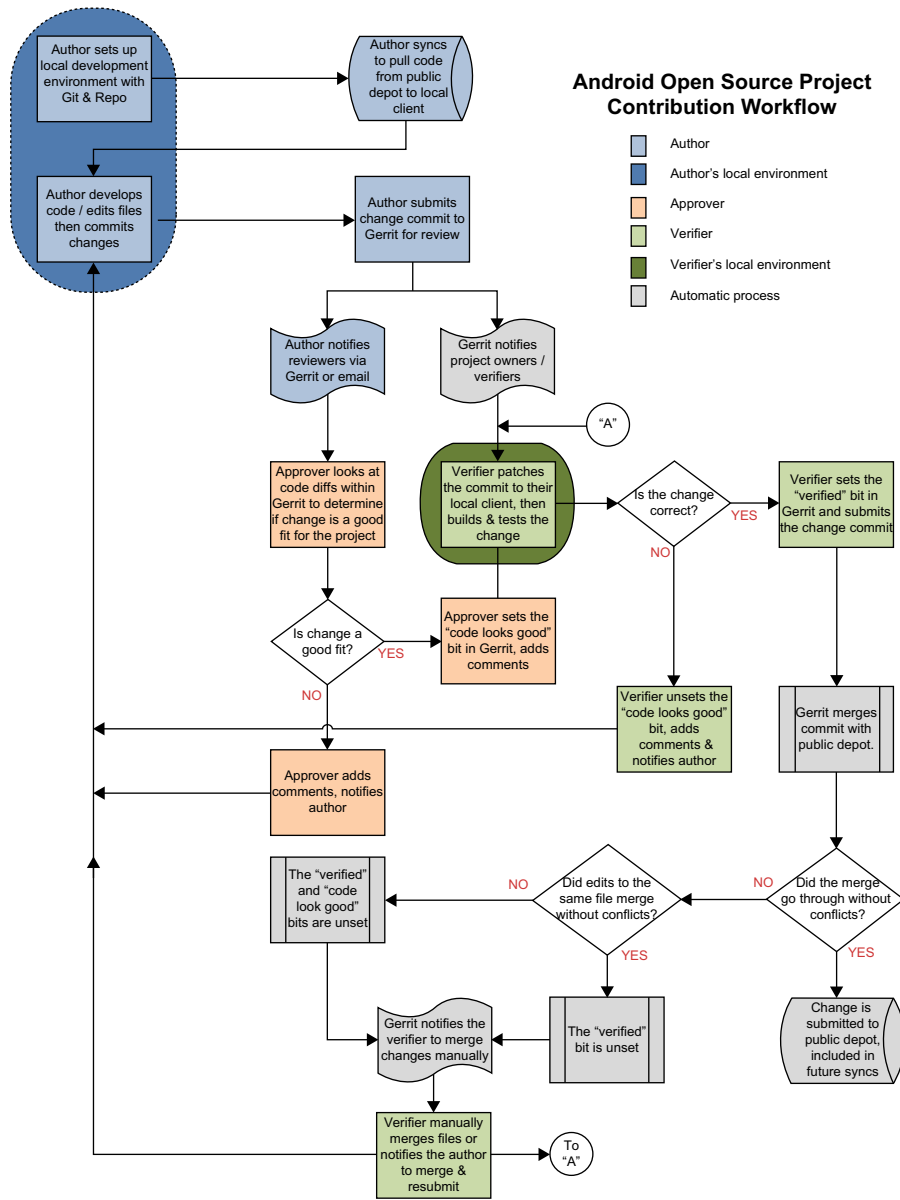 Author sets up
local development
environment with
Git & Repo
Author syncs
to pull code
from public
depot to local
client
Android Open Source Project
Contribution Workflow
Author
Author's local environment
Approver
Verifier
Verifier's local environment
Automatic process
Author develops
code / edits files
then commits
changes
Author submits
change commit to
Gerrit for review
Author notifies
reviewers via
Gerrit or email
Gerrit notifies
project owners /
verifiers
“A”
Approver looks at
code diffs within
Gerrit to determine
if change is a good
fit for the project
Verifier patches
the commit to their
local client, then
builds & tests the
change
Is the change
correct?
YES
NO
Verifier sets the
“verified” bit in
Gerrit and submits
the change commit
Is change a
good fit?
YES
NO
Approver sets the
“code looks good”
bit in Gerrit, adds
comments
Verifier unsets the
“code looks good”
bit, adds
comments &
notifies author
Gerrit merges
commit with
public depot.
Approver adds
comments, notifies
author
The “verified”
and “code
look good”
bits are unset
NO
Did edits to the
same file merge
without conflicts?
YES
NO
Did the merge
go through without
conflicts?
YES
Gerrit notifies the
verifier to merge
changes manually
The “verified”
bit is unset
Change is
submitted to
public depot,
included in
future syncs
Verifier manually
merges files or
notifies the author
to merge &
resubmit
To
“A”